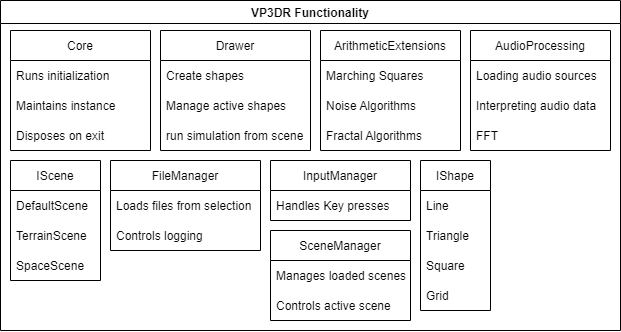 VP3DR Functionality
Core
Runs initialization
Maintains instance
Disposes on exit
Drawer
Create shapes
Manage active shapes
run simulation from scene
ArithmeticExtensions
Marching Squares
Noise Algorithms
Fractal Algorithms
AudioProcessing
Loading audio sources
Interpreting audio data
FFT
IScene
DefaultScene
TerrainScene
SpaceScene
FileManager
Loads files from selection
Controls logging
InputManager
Handles Key presses
SceneManager
Manages loaded scenes
Controls active scene
IShape
Line
Triangle
Square
Grid